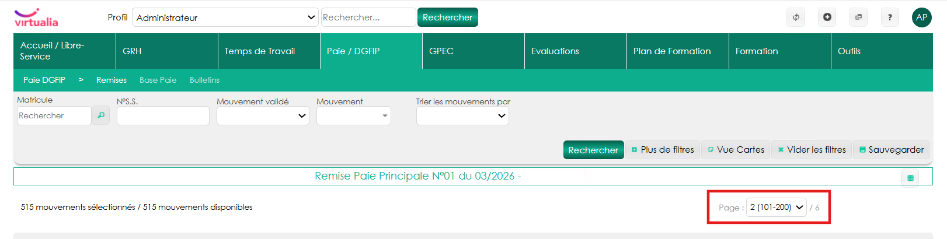 virtualia
Profil Administrateur Rechercher... Rechercher ? AP
Accueil / Libre-Service GRH Temps de Travail Paie / DGFIP GPEC Evaluations Plan de Formation Formation Outils
Paie DGFIP > Remises Base Paie Bulletins
Matricule N°S.S. Mouvement validé Mouvement Trier les mouvements par
Rechercher
Rechercher Plus de filtres Vue Cartes Vider les filtres Sauvegarder
Remise Paie Principale N°01 du 03/2026 -
515 mouvements sélectionnés / 515 mouvements disponibles Page : 2 (101-200) / 6